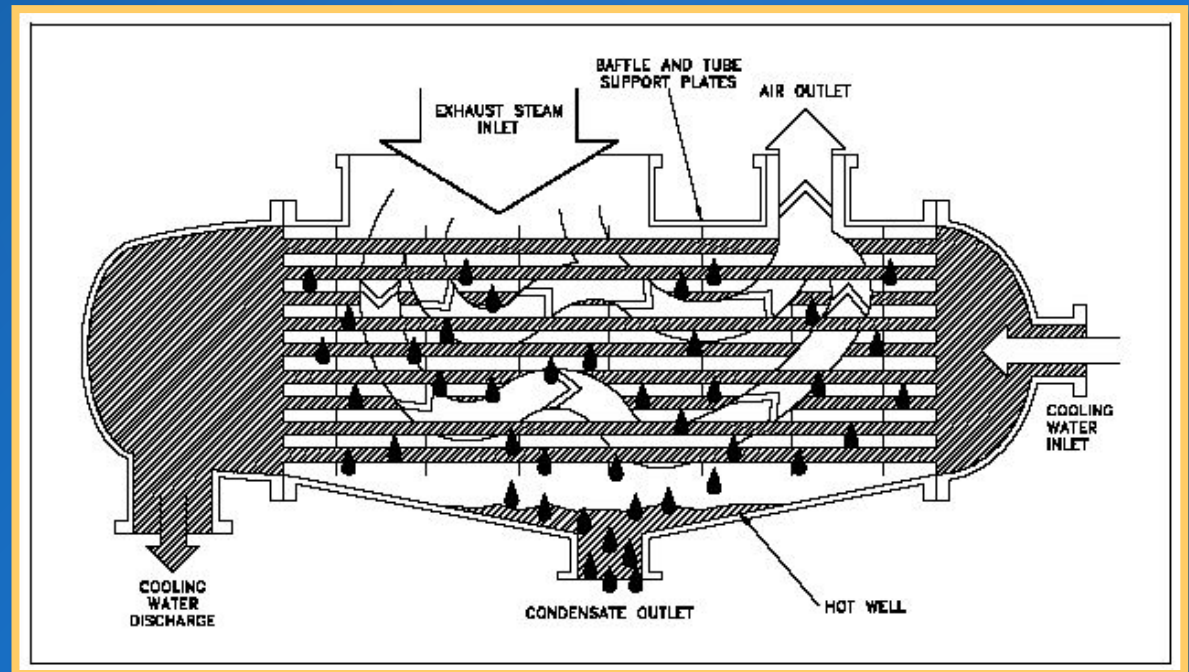 BAFFLE AND TUBE
SUPPORT PLATES
AIR OUTLET
EXHAUST STEAM
INLET
COOLING
WATER
INLET
COOLING
WATER
DISCHARGE
CONDENSATE OUTLET
HOT WELL